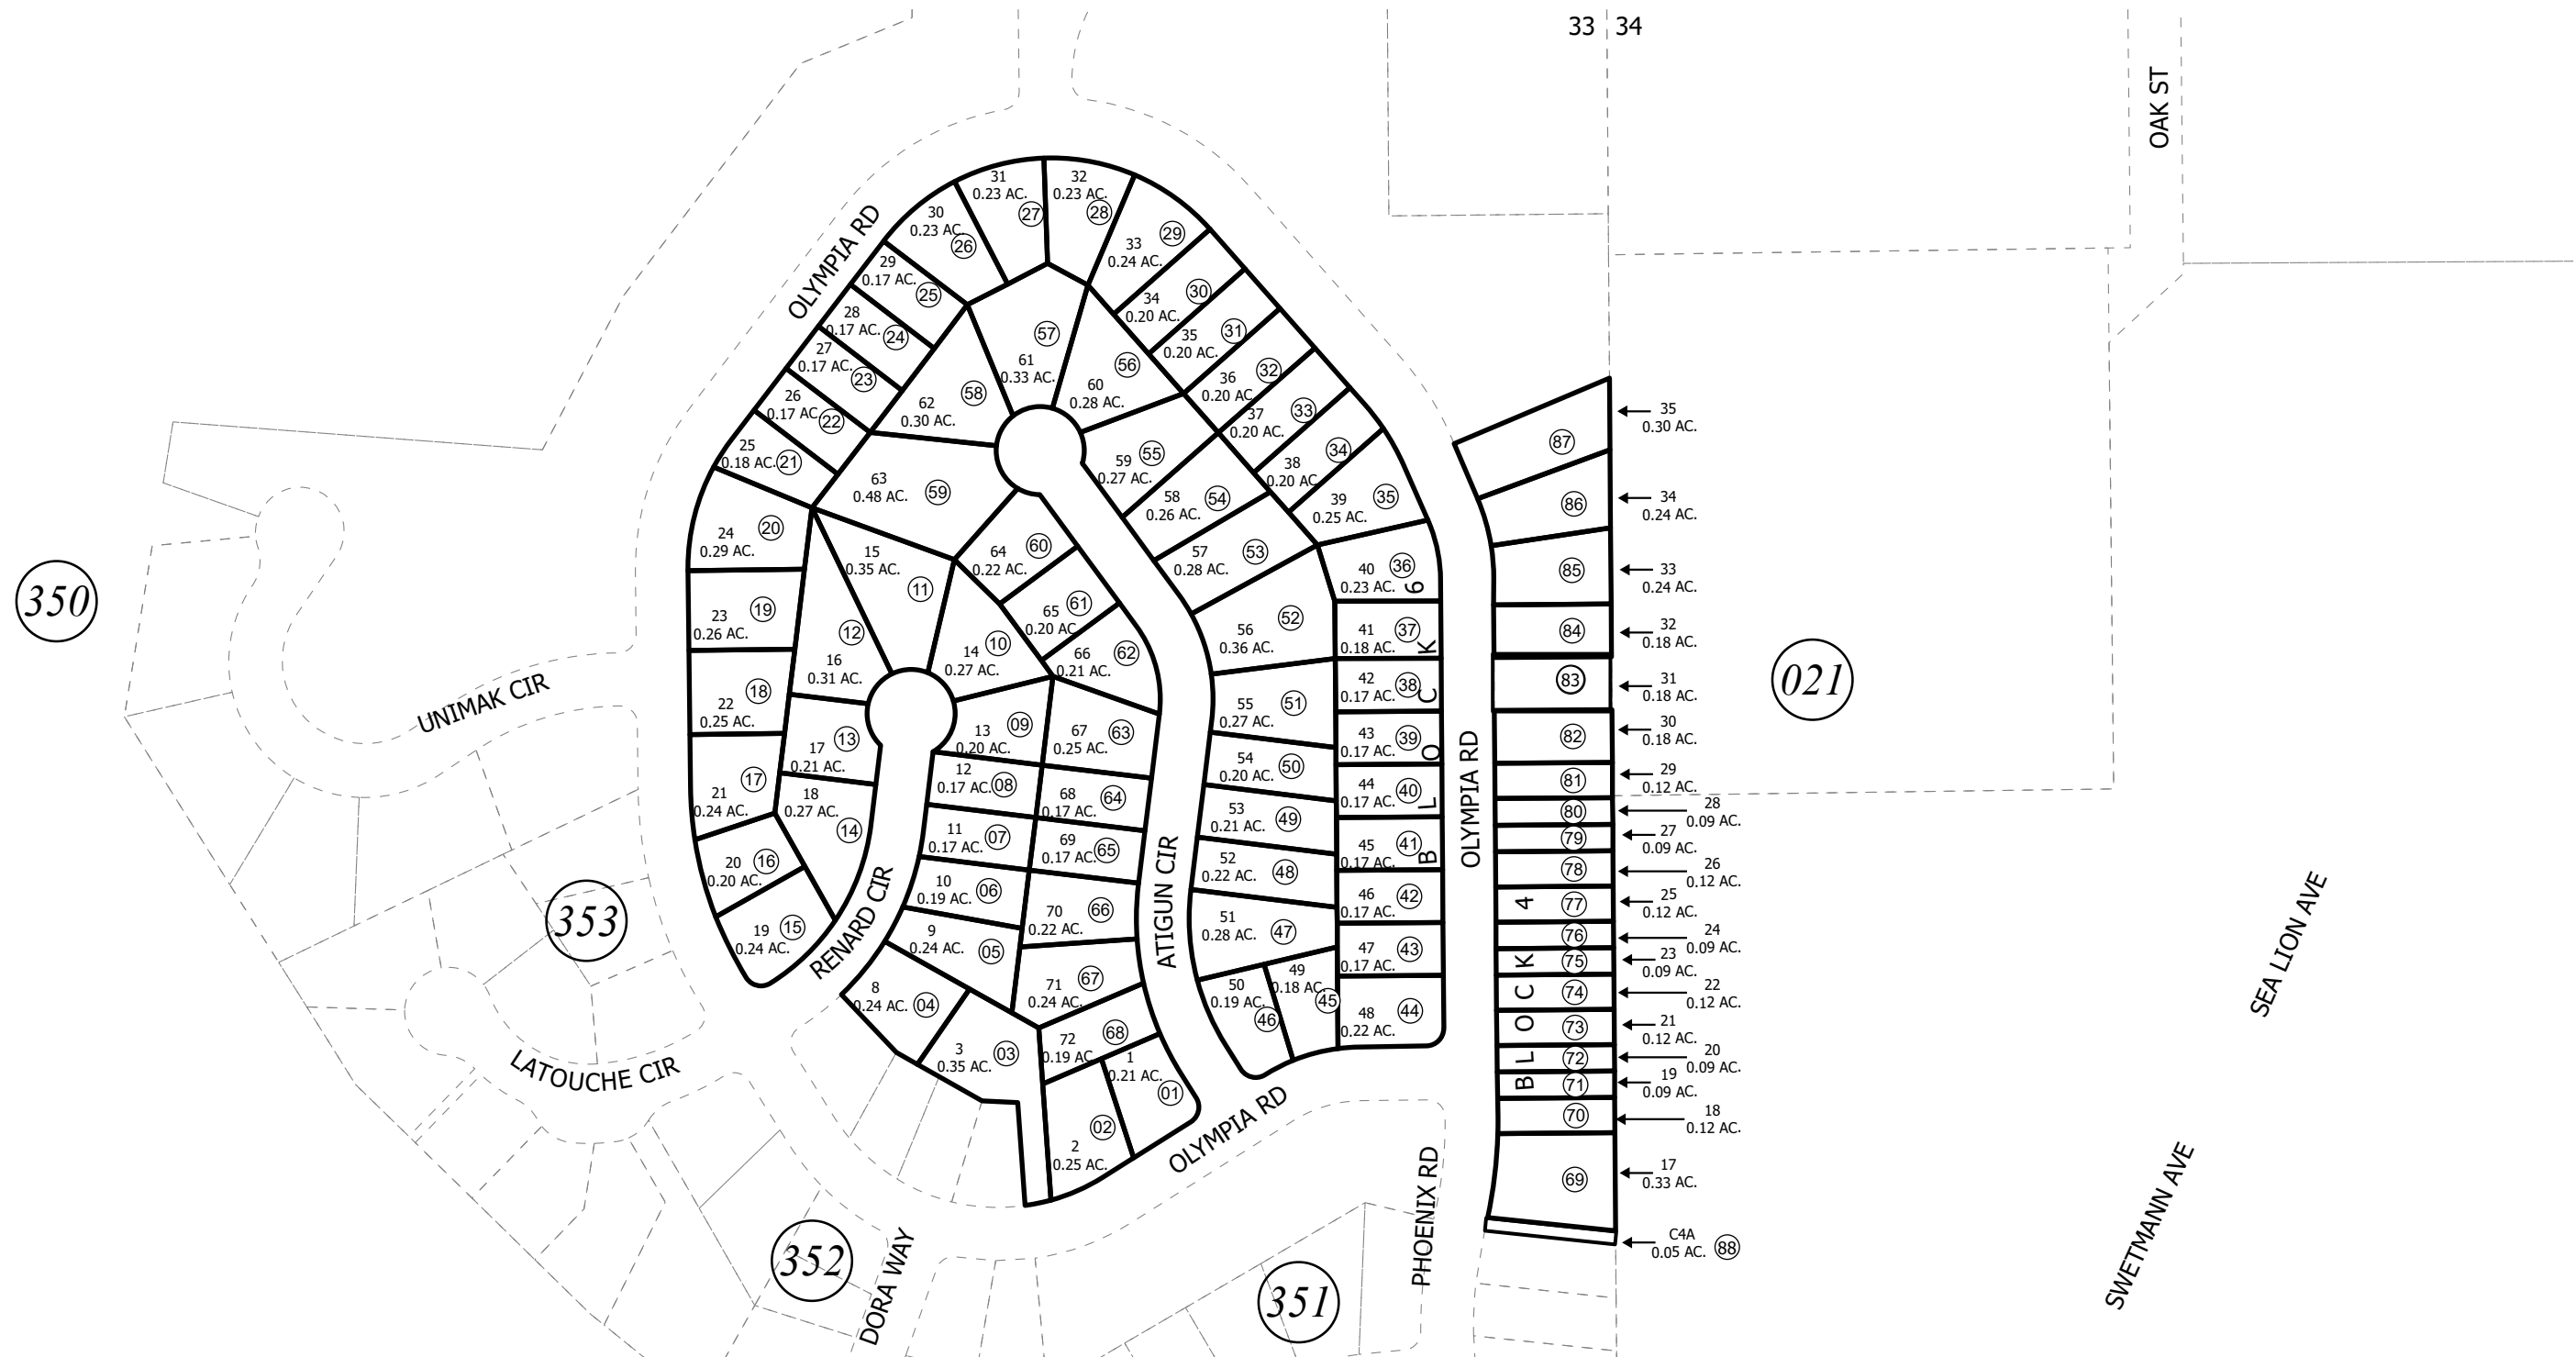 33 34
OAK ST
OLYMPIA RD
31
0.23 AC.
27
32
0.23 AC.
28
30
0.23 AC.
26
33
0.24 AC.
29
29
0.17 AC.
25
34
0.20 AC.
30
28
0.17 AC.
24
35
0.20 AC.
31
27
0.17 AC.
23
36
0.20 AC.
32
26
0.17 AC.
22
37
0.20 AC.
33
25
0.18 AC.
21
38
0.20 AC.
34
39
0.25 AC.
35
61
0.33 AC.
57
60
0.28 AC.
56
62
0.30 AC.
58
59
0.27 AC.
55
63
0.48 AC.
59
58
0.26 AC.
54
57
0.28 AC.
53
24
0.29 AC.
20
23
0.26 AC.
19
22
0.25 AC.
18
21
0.24 AC.
17
20
0.20 AC.
16
19
0.24 AC.
15
15
0.35 AC.
11
16
0.31 AC.
12
14
0.27 AC.
10
17
0.21 AC.
13
18
0.27 AC.
14
13
0.20 AC.
09
12
0.17 AC.
08
11
0.17 AC.
07
10
0.19 AC.
06
9
0.24 AC.
05
8
0.24 AC.
04
3
0.35 AC.
03
64
0.22 AC.
60
65
0.20 AC.
61
66
0.21 AC.
62
67
0.25 AC.
63
68
0.17 AC.
64
69
0.17 AC.
65
70
0.22 AC.
66
71
0.24 AC.
67
72
0.19 AC.
68
1
0.21 AC.
01
2
0.25 AC.
02
56
0.36 AC.
52
55
0.27 AC.
51
54
0.20 AC.
50
53
0.21 AC.
49
52
0.22 AC.
48
51
0.28 AC.
47
50
0.19 AC.
46
49
0.18 AC.
45
40
0.23 AC.
36
41
0.18 AC.
37
42
0.17 AC.
38
43
0.17 AC.
39
44
0.17 AC.
40
45
0.17 AC.
41
46
0.17 AC.
42
47
0.17 AC.
43
48
0.22 AC.
44
BLOCK 6
OLYMPIA RD
RENARD CIR
ATIGUN CIR
OLYMPIA RD
BLOCK 4
87
35
0.30 AC.
86
34
0.24 AC.
85
33
0.24 AC.
84
32
0.18 AC.
83
31
0.18 AC.
82
30
0.18 AC.
81
29
0.12 AC.
80
28
0.09 AC.
79
27
0.09 AC.
78
26
0.12 AC.
77
25
0.12 AC.
76
24
0.09 AC.
75
23
0.09 AC.
74
22
0.12 AC.
73
21
0.12 AC.
72
20
0.09 AC.
71
19
0.09 AC.
70
18
0.12 AC.
69
17
0.33 AC.
C4A
0.05 AC.
88
350
UNIMAK CIR
353
LATOUCHE CIR
352
DORA WAY
351
PHOENIX RD
021
SEA LION AVE
SWETMANN AVE